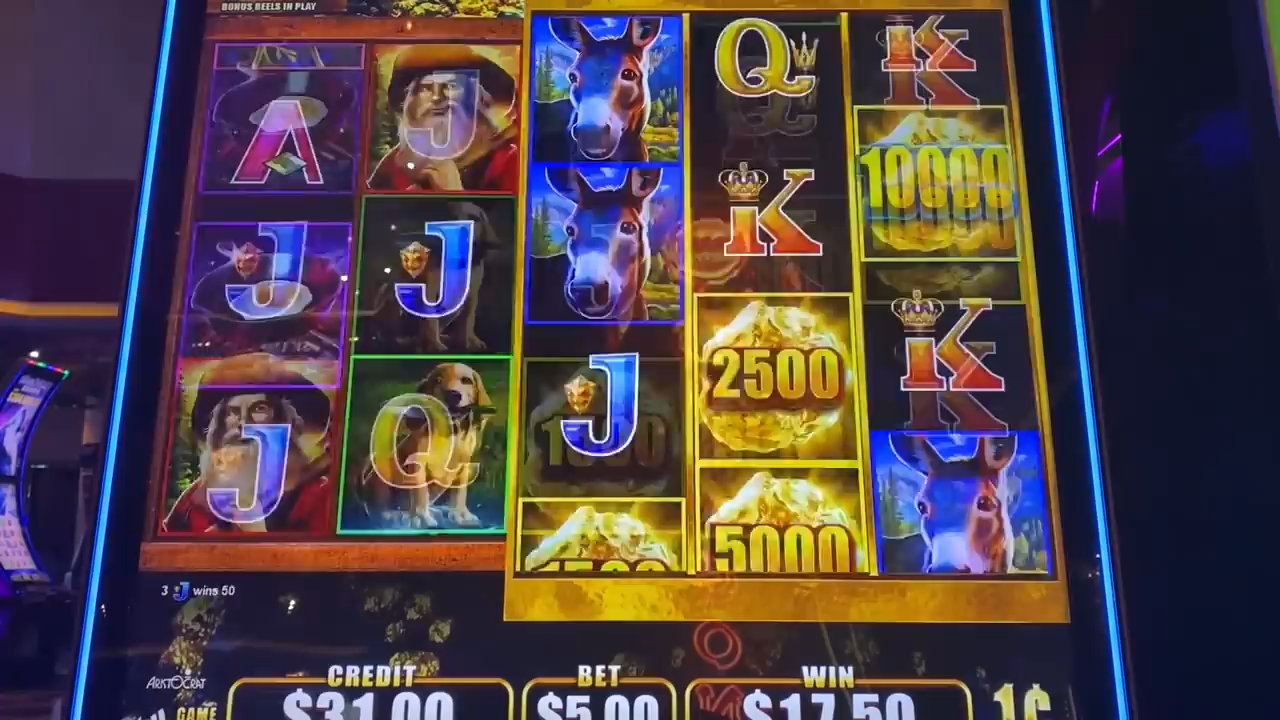 BONUS REELS IN PLAY
Q
K
A
J
10000
J
J
K
K
2500
J
Q
J
5000
3 J wins 50
ARISTOCRAT
CREDIT
BET
WIN
$31.00
$5.00
$17.50
1¢
GAME